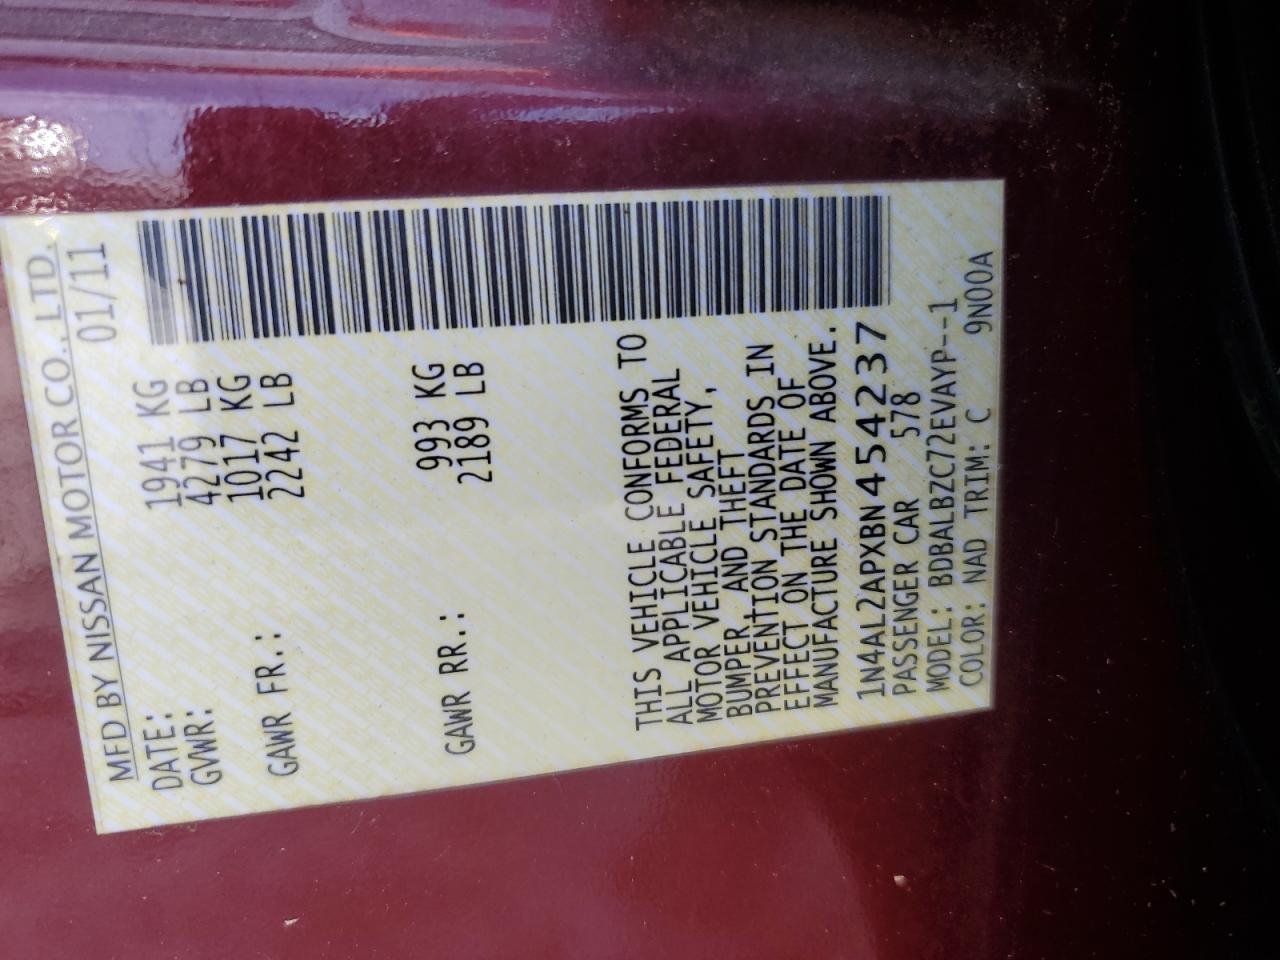 MFD BY NISSAN MOTOR CO., LTD.
DATE: 01/11
GVWR: 1941 KG
4279 LB
GAWR FR.: 1017 KG
2242 LB
GAWR RR.: 993 KG
2189 LB
THIS VEHICLE CONFORMS TO
ALL APPLICABLE FEDERAL
MOTOR VEHICLE SAFETY,
BUMPER, AND THEFT
PREVENTION STANDARDS IN
EFFECT ON THE DATE OF
MANUFACTURE SHOWN ABOVE.
1N4AL2APXBN454237
PASSENGER CAR 578
MODEL: BDBALBZC72EVAYP--1
COLOR: NAD TRIM: C 9N00A